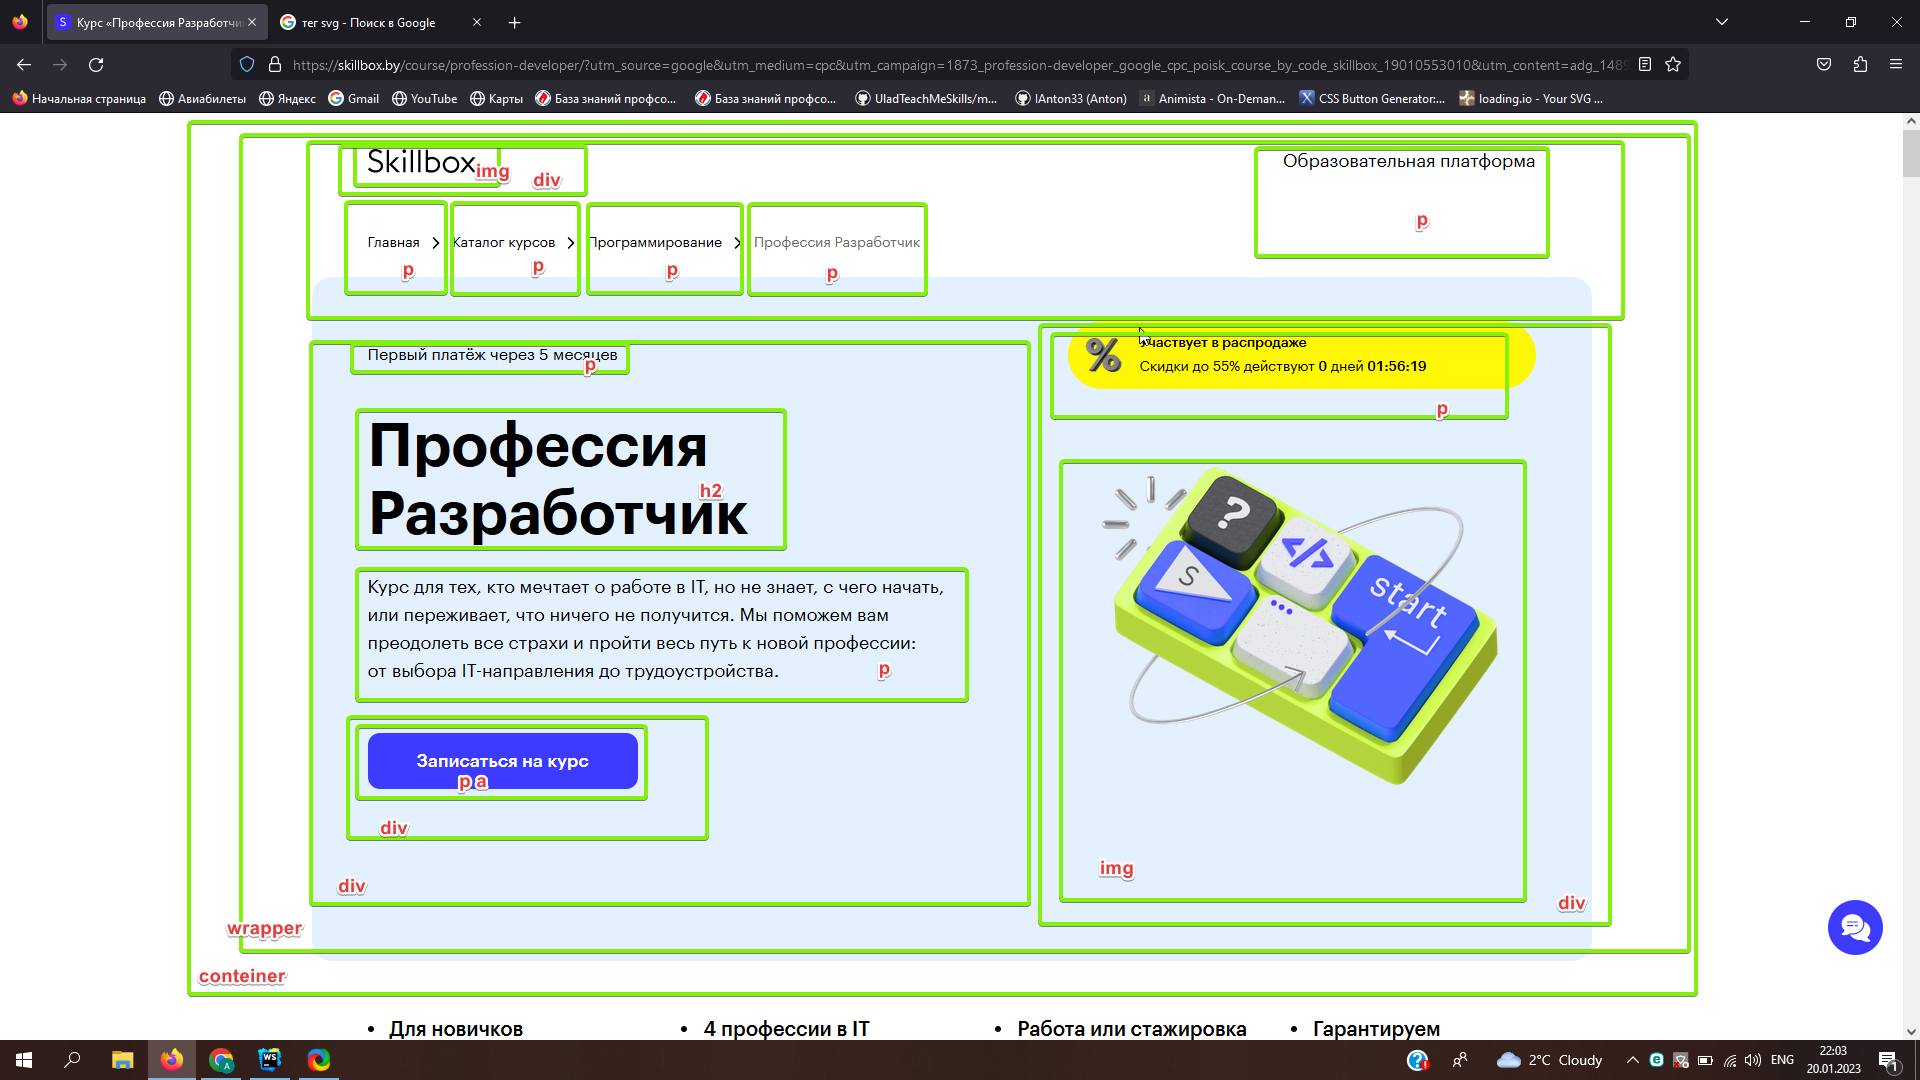 Курс «Профессия Разработчи
тег svg - Поиск в Google
https://skillbox.by/course/profession-developer/?utm_source=google&utm_medium=cpc&utm_campaign=1873_profession-developer_google_cpc_poisk_course_by_code_skillbox_19010553010&utm_content=adg_1489
Начальная страница
Авиабилеты
Яндекс
Gmail
YouTube
Карты
База знаний профсо...
База знаний профсо...
UladTeachMeSkills/m...
IAnton33 (Anton)
Animista - On-Deman...
CSS Button Generator:...
loading.io - Your SVG ...
Skillbox
img
div
Образовательная платформа
p
Главная
Каталог курсов
Программирование
Профессия Разработчик
p
p
p
p
Первый платёж через 5 месяцев
p
Участвует в распродаже
Скидки до 55% действуют 0 дней 01:56:19
p
Профессия
Разработчик
h2
Курс для тех, кто мечтает о работе в IT, но не знает, с чего начать,
или переживает, что ничего не получится. Мы поможем вам
преодолеть все страхи и пройти весь путь к новой профессии:
от выбора IT-направления до трудоустройства.
p
Записаться на курс
p a
div
div
?
</>
S
start
img
div
wrapper
conteiner
• Для новичков
• 4 профессии в IT
• Работа или стажировка
• Гарантируем
2°C Cloudy
ENG
22:03
20.01.2023
1